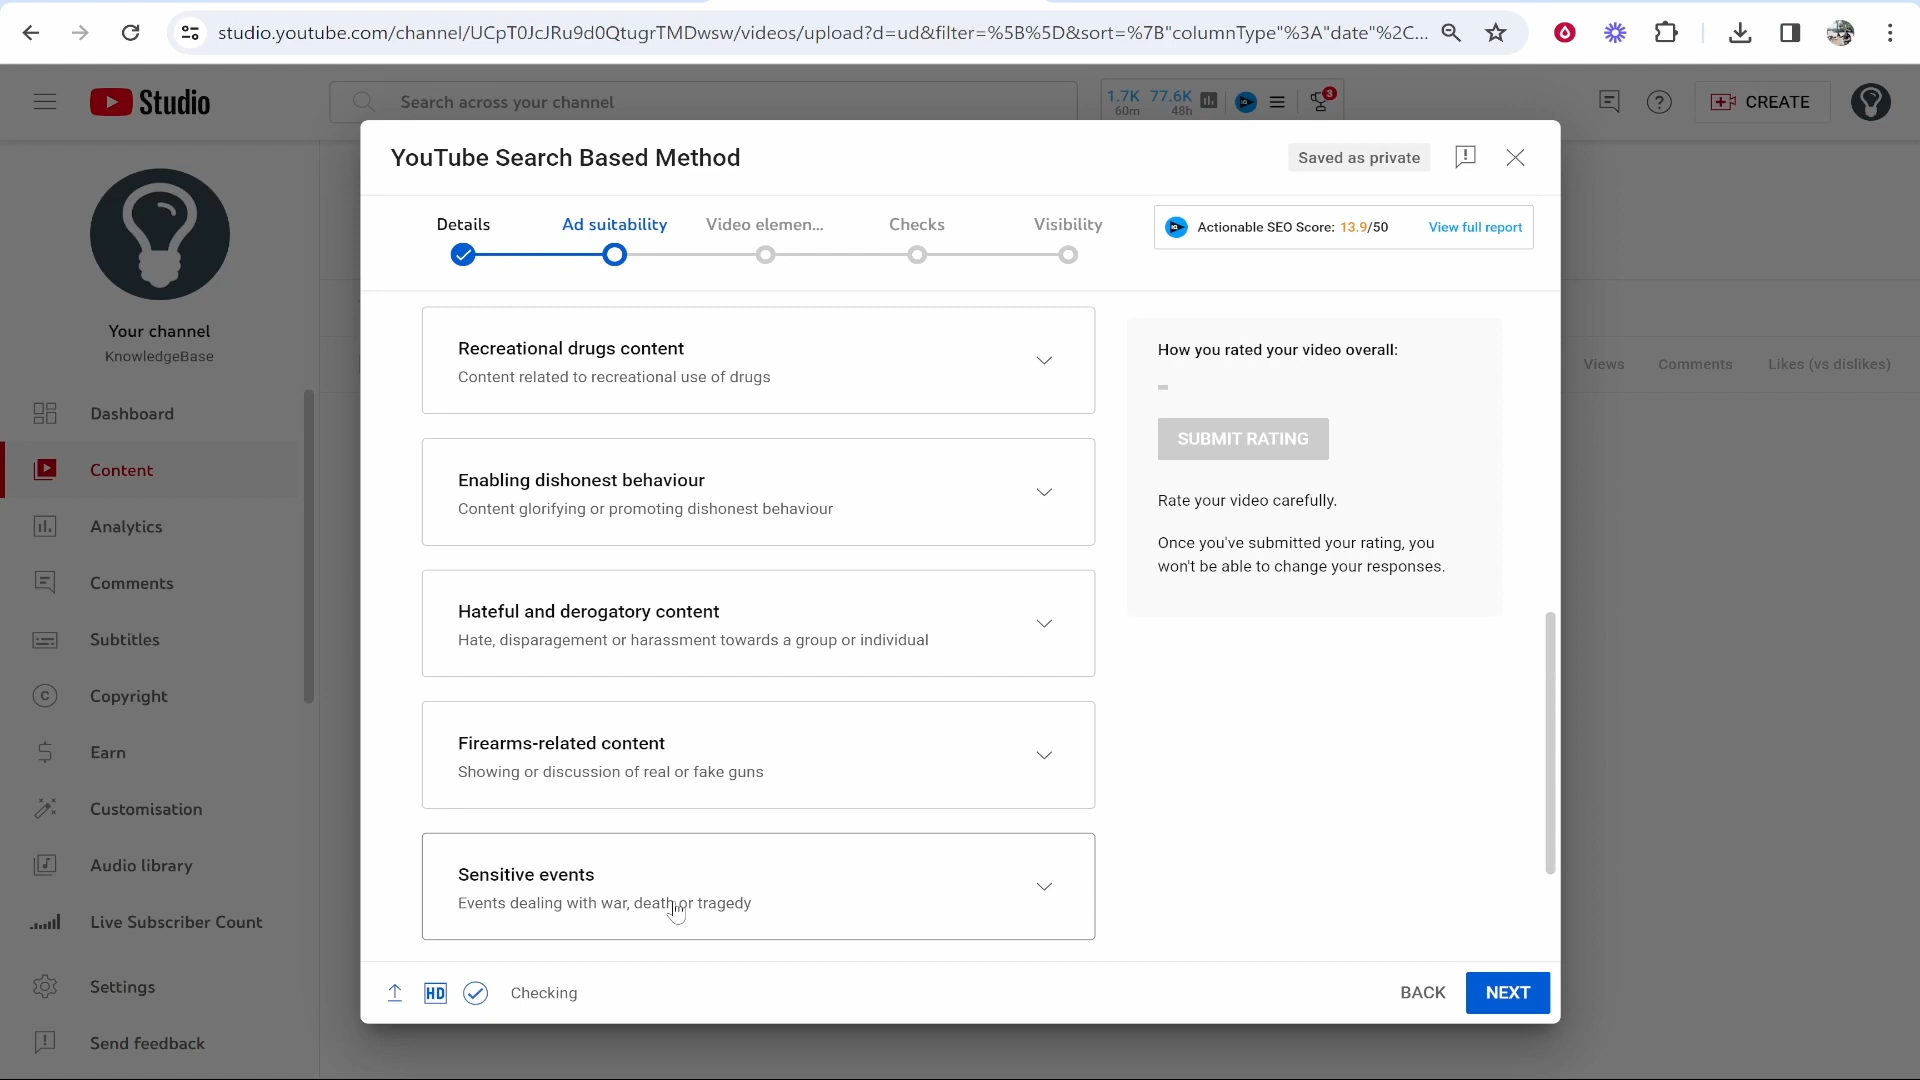 studio.youtube.com/channel/UCpT0JcJRu9d0QtugrTMDwsw/videos/upload?d=ud&filter=%5B%5D&sort=%7B"columnType"%3A"date"%2C...
Studio
Search across your channel
1.7K 77.6K
60m 48h
3
CREATE
YouTube Search Based Method
Saved as private
Details
Ad suitability
Video elemen...
Checks
Visibility
Actionable SEO Score: 13.9/50
View full report
Your channel
KnowledgeBase
Dashboard
Content
Analytics
Comments
Subtitles
Copyright
Earn
Customisation
Audio library
Live Subscriber Count
Settings
Send feedback
Recreational drugs content
Content related to recreational use of drugs
Enabling dishonest behaviour
Content glorifying or promoting dishonest behaviour
Hateful and derogatory content
Hate, disparagement or harassment towards a group or individual
Firearms-related content
Showing or discussion of real or fake guns
Sensitive events
Events dealing with war, death or tragedy
How you rated your video overall:
–
SUBMIT RATING
Rate your video carefully.
Once you've submitted your rating, you
won't be able to change your responses.
Views
Comments
Likes (vs dislikes)
HD
Checking
BACK
NEXT